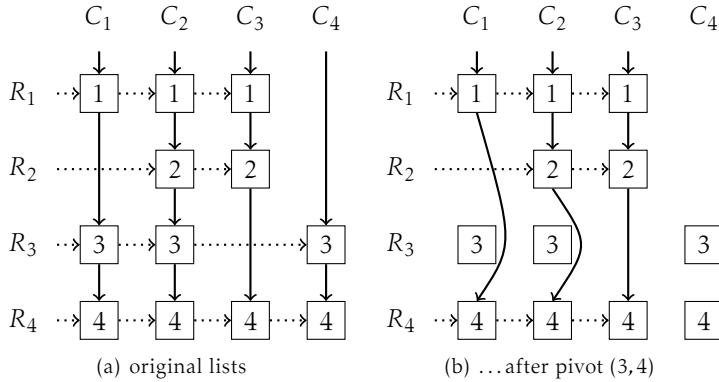 C1 C2 C3 C4 C1 C2 C3 C4
R1 1 1 1 R1 1 1 1
R2 2 2 R2 2 2
R3 3 3 3 R3 3 3 3
R4 4 4 4 4 R4 4 4 4 4
(a) original lists (b) ...after pivot (3,4)